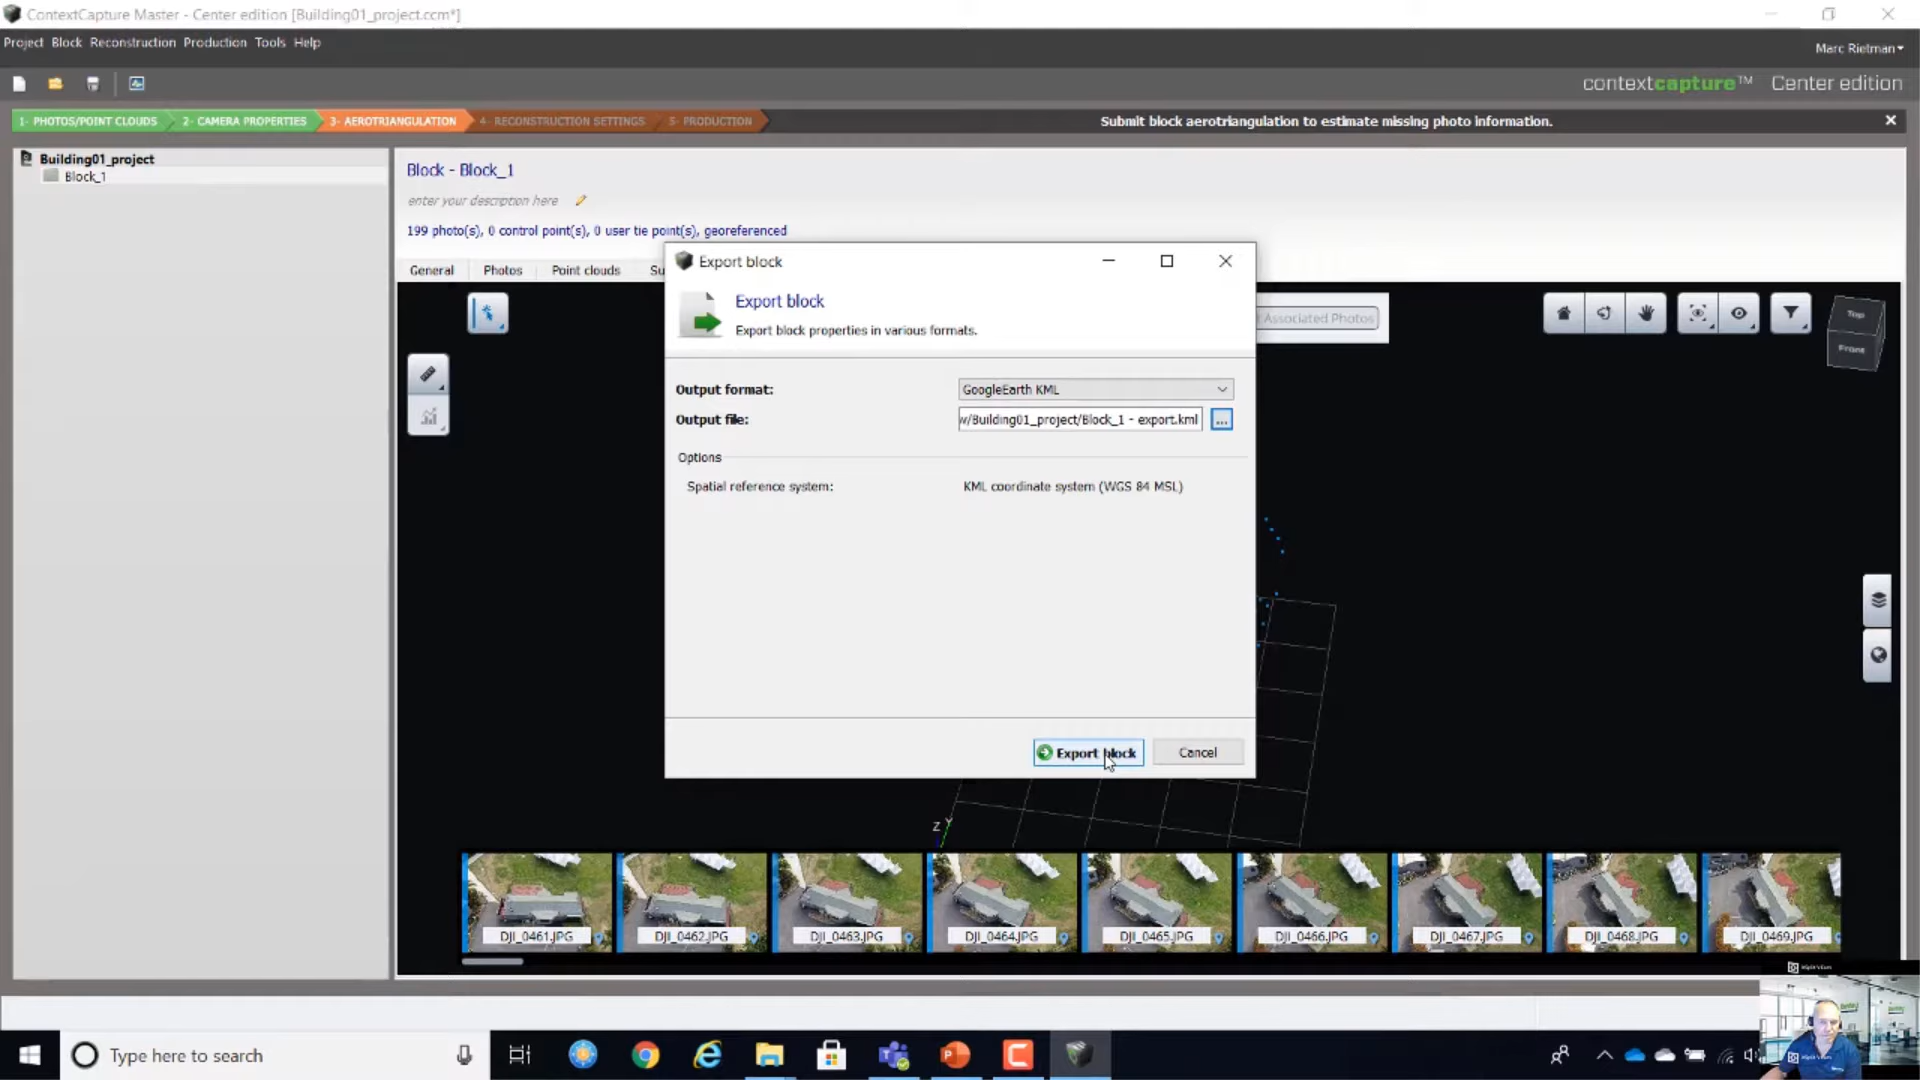 ContextCapture Master - Center edition [Building01_project.ccm*]
Project Block Reconstruction Production Tools Help
Marc Rietman
contextcapture™ Center edition
1- PHOTOS/POINT CLOUDS
2- CAMERA PROPERTIES
3- AEROTRIANGULATION
4- RECONSTRUCTION SETTINGS
5- PRODUCTION
Submit block aerotriangulation to estimate missing photo information.
Building01_project
Block_1
Block - Block_1
enter your description here
199 photo(s), 0 control point(s), 0 user tie point(s), georeferenced
General Photos Point clouds Su
Export block
Export block
Export block properties in various formats.
Output format: GoogleEarth KML
Output file: w/Building01_project/Block_1 - export.kml ...
Options
Spatial reference system: KML coordinate system (WGS 84 MSL)
Export block Cancel
Associated Photos
Top
Front
Z Y
DJI_0461.JPG DJI_0462.JPG DJI_0463.JPG DJI_0464.JPG DJI_0465.JPG DJI_0466.JPG DJI_0467.JPG DJI_0468.JPG DJI_0469.JPG
Type here to search